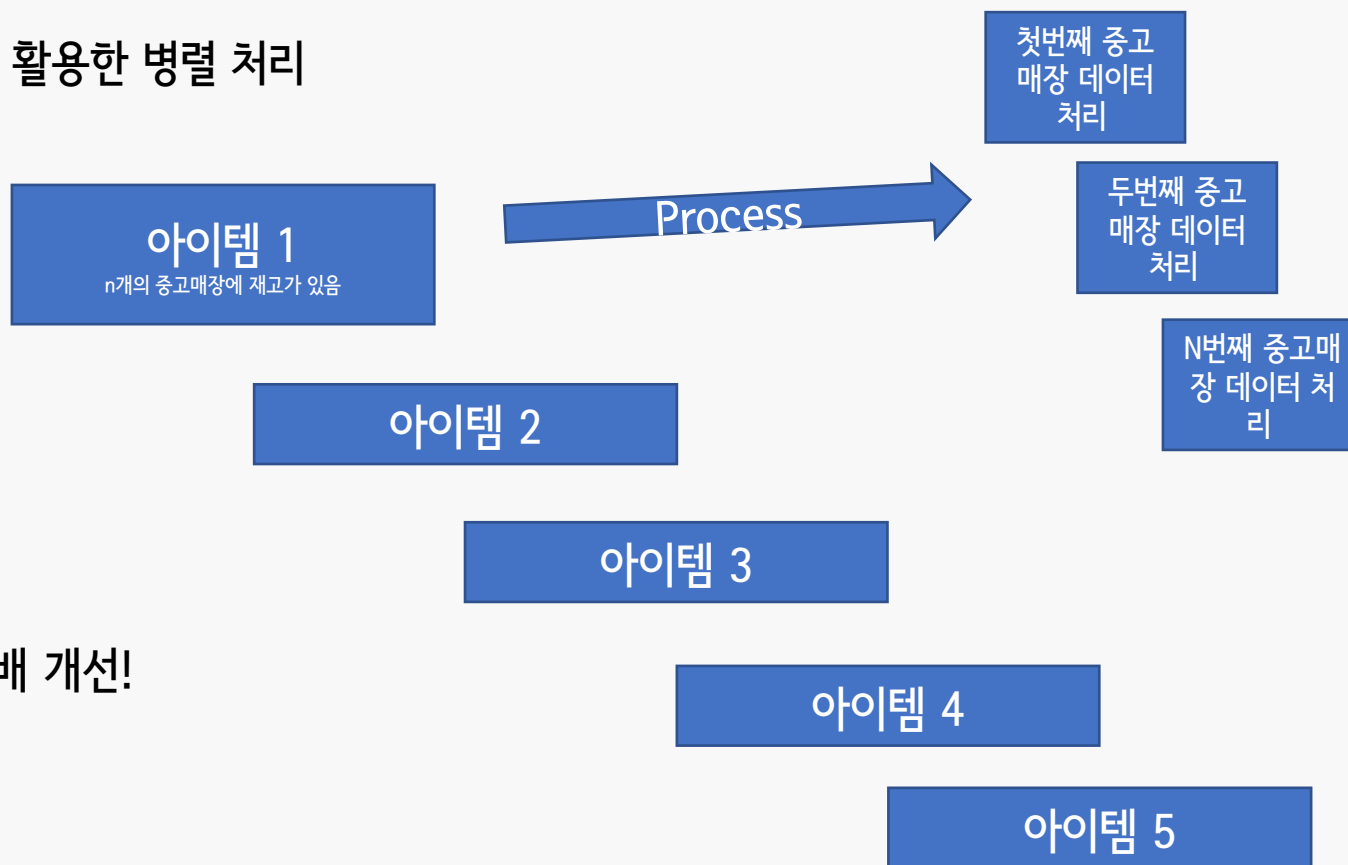 활용한 병렬 처리
첫번째 중고
매장 데이터
처리
아이템 1
n개의 중고매장에 재고가 있음
Process
두번째 중고
매장 데이터
처리
N번째 중고매
장 데이터 처
리
아이템 2
아이템 3
배 개선!
아이템 4
아이템 5